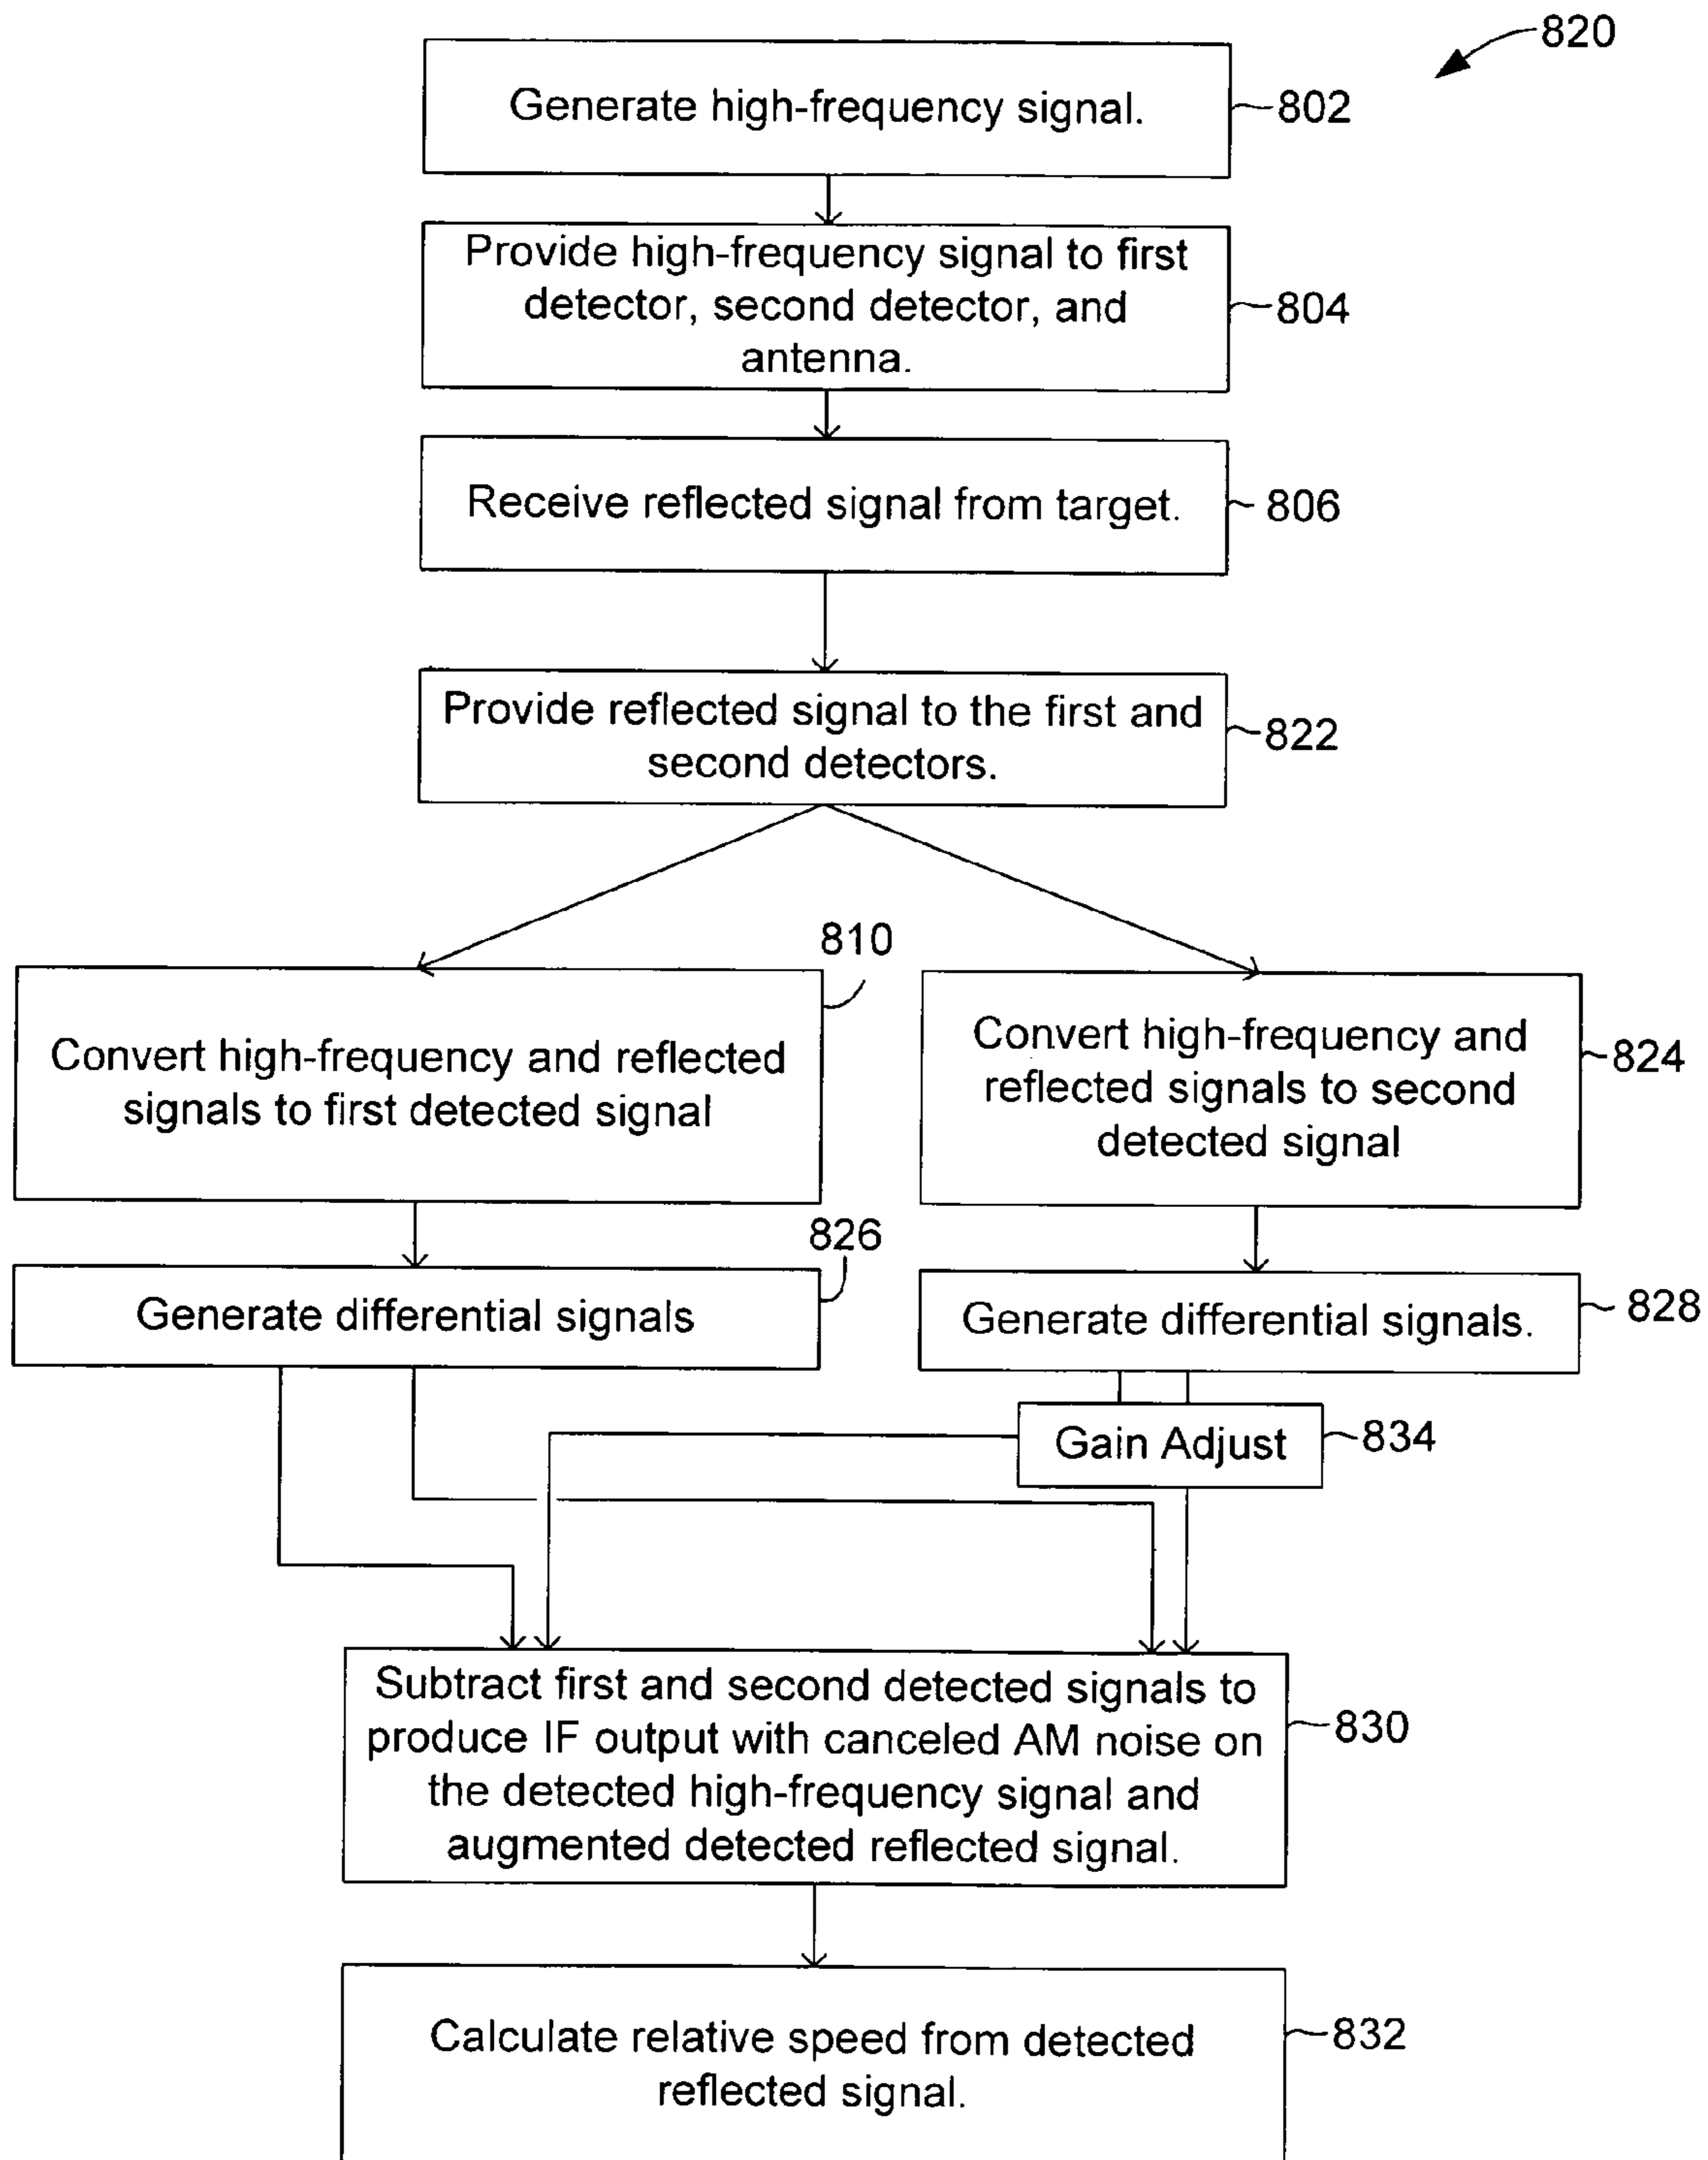 820
Generate high-frequency signal.
802
Provide high-frequency signal to first
detector, second detector, and
antenna.
804
Receive reflected signal from target.
806
Provide reflected signal to the first and
second detectors.
822
810
Convert high-frequency and reflected
signals to first detected signal
Convert high-frequency and
reflected signals to second
detected signal
824
826
Generate differential signals
Generate differential signals.
828
Gain Adjust
834
Subtract first and second detected signals to
produce IF output with canceled AM noise on
the detected high-frequency signal and
augmented detected reflected signal.
830
Calculate relative speed from detected
reflected signal.
832